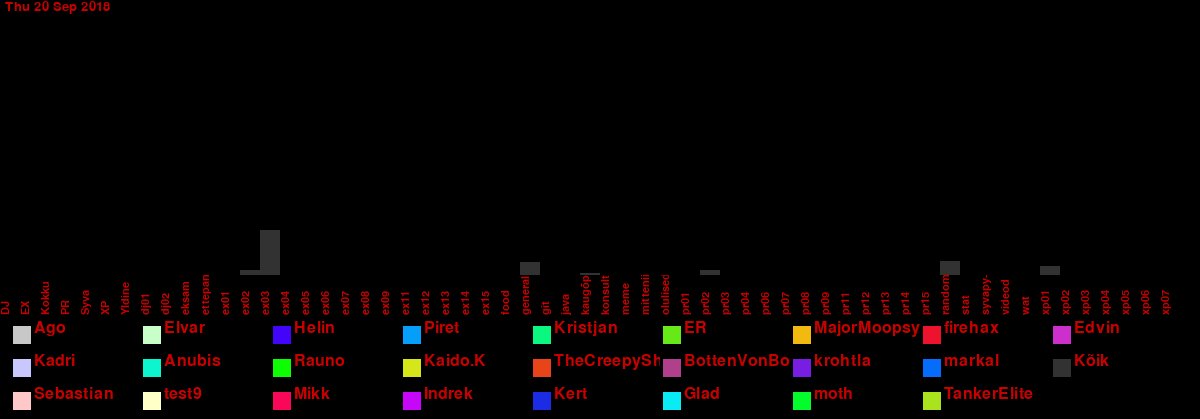 Thu 20 Sep 2018
DJ EX Kokku PR Syva XP Yldine dj01 dj02 eksam ettepan ex01 ex02 ex03 ex04 ex05 ex06 ex07 ex08 ex09 ex11 ex12 ex13 ex14 ex15 food general git java kaugõp konsult meme mittenii olulised pr01 pr02 pr03 pr04 pr06 pr07 pr08 pr09 pr11 pr12 pr13 pr14 pr15 random stat syvapy- videod wat xp01 xp02 xp03 xp04 xp05 xp06 xp07
Ago Elvar Helin Piret Kristjan ER MajorMoopsy firehax Edvin
Kadri Anubis Rauno Kaido.K TheCreepySh BottenVonBo krohtla markal Kõik
Sebastian test9 Mikk Indrek Kert Glad moth TankerElite